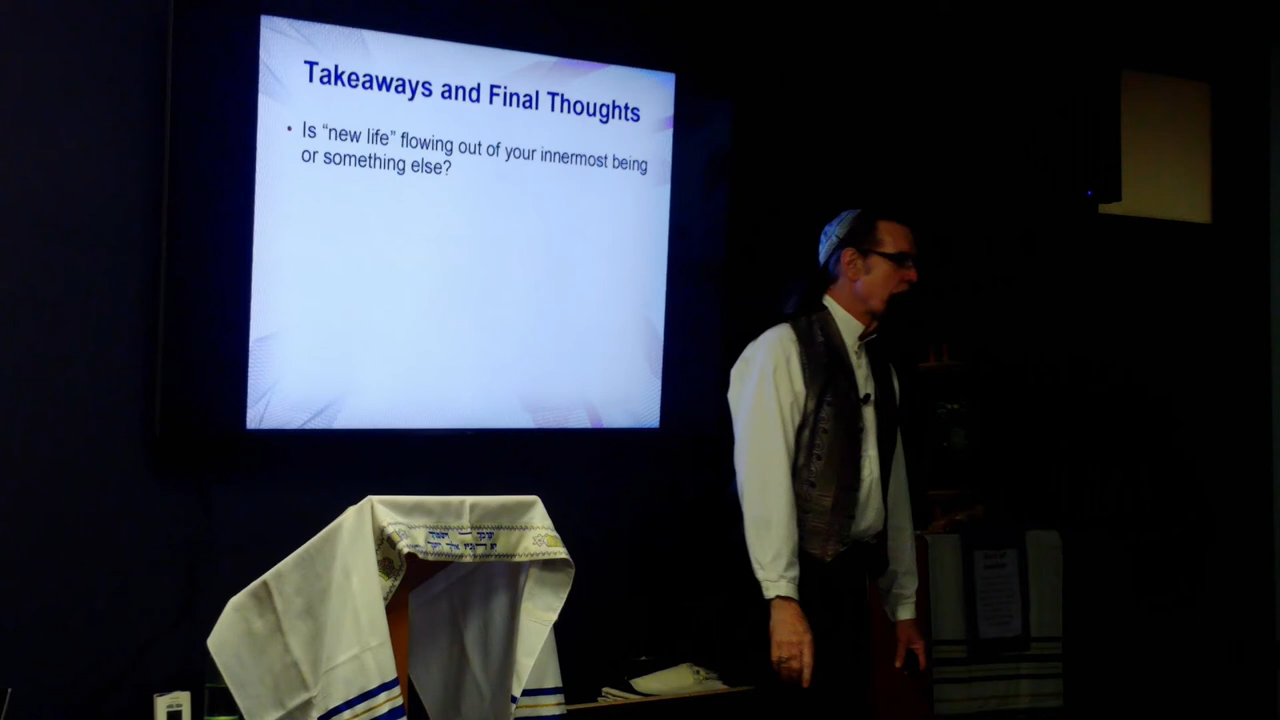 Takeaways and Final Thoughts
• Is “new life” flowing out of your innermost being
or something else?